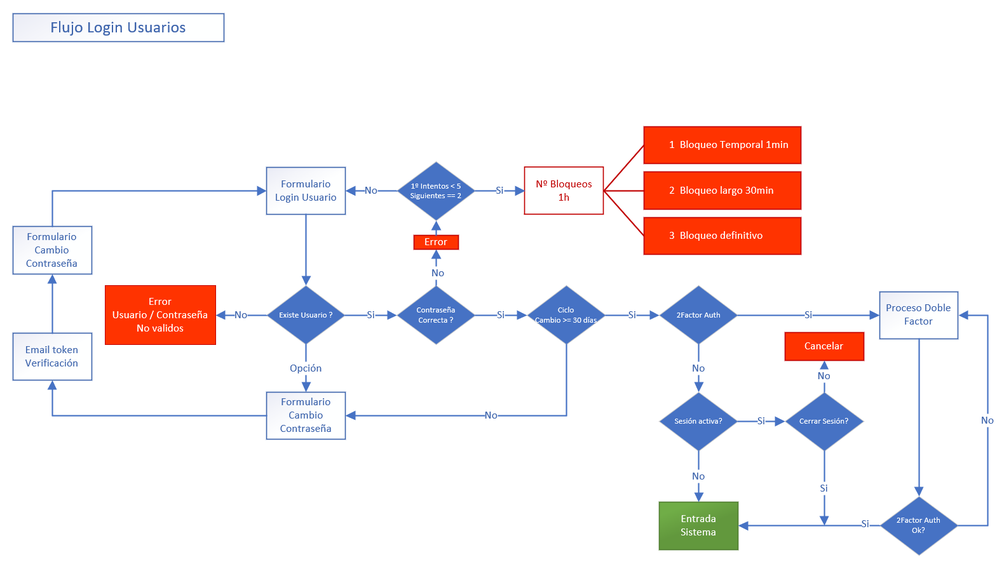 Flujo Login Usuarios
1 Bloqueo Temporal 1min
Formulario
Login Usuario
No
1º Intentos < 5
Siguientes == 2
Si
Nº Bloqueos
1h
2 Bloqueo largo 30min
3 Bloqueo definitivo
Formulario
Cambio
Contraseña
Error
No
Error
Usuario / Contraseña
No validos
No
Existe Usuario ?
Si
Contraseña
Correcta ?
Si
Ciclo
Cambio >= 30 días
Si
2Factor Auth
Si
Proceso Doble
Factor
Email token
Verificación
Opción
No
Cancelar
No
Formulario
Cambio
Contraseña
No
Sesión activa?
Si
Cerrar Sesión?
No
No
Si
Entrada
Sistema
Si
2Factor Auth
Ok?